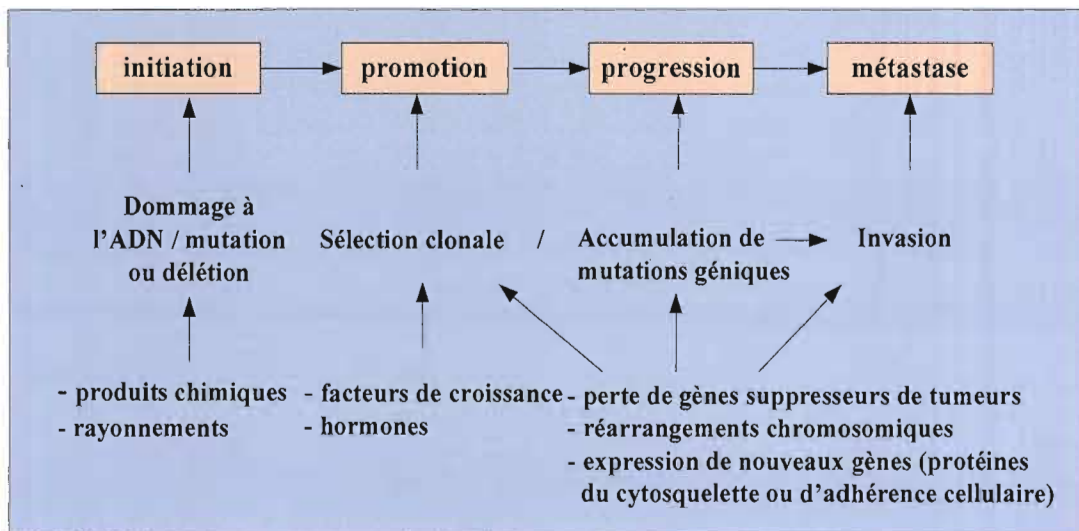 initiation promotion progression métastase
Dommage à
l'ADN / mutation
ou délétion
Sélection clonale / Accumulation de
mutations géniques
Invasion
- produits chimiques
- rayonnements
- facteurs de croissance
- hormones
- perte de gènes suppresseurs de tumeurs
- réarrangements chromosomiques
- expression de nouveaux gènes (protéines
du cytosquelette ou d'adhérence cellulaire)